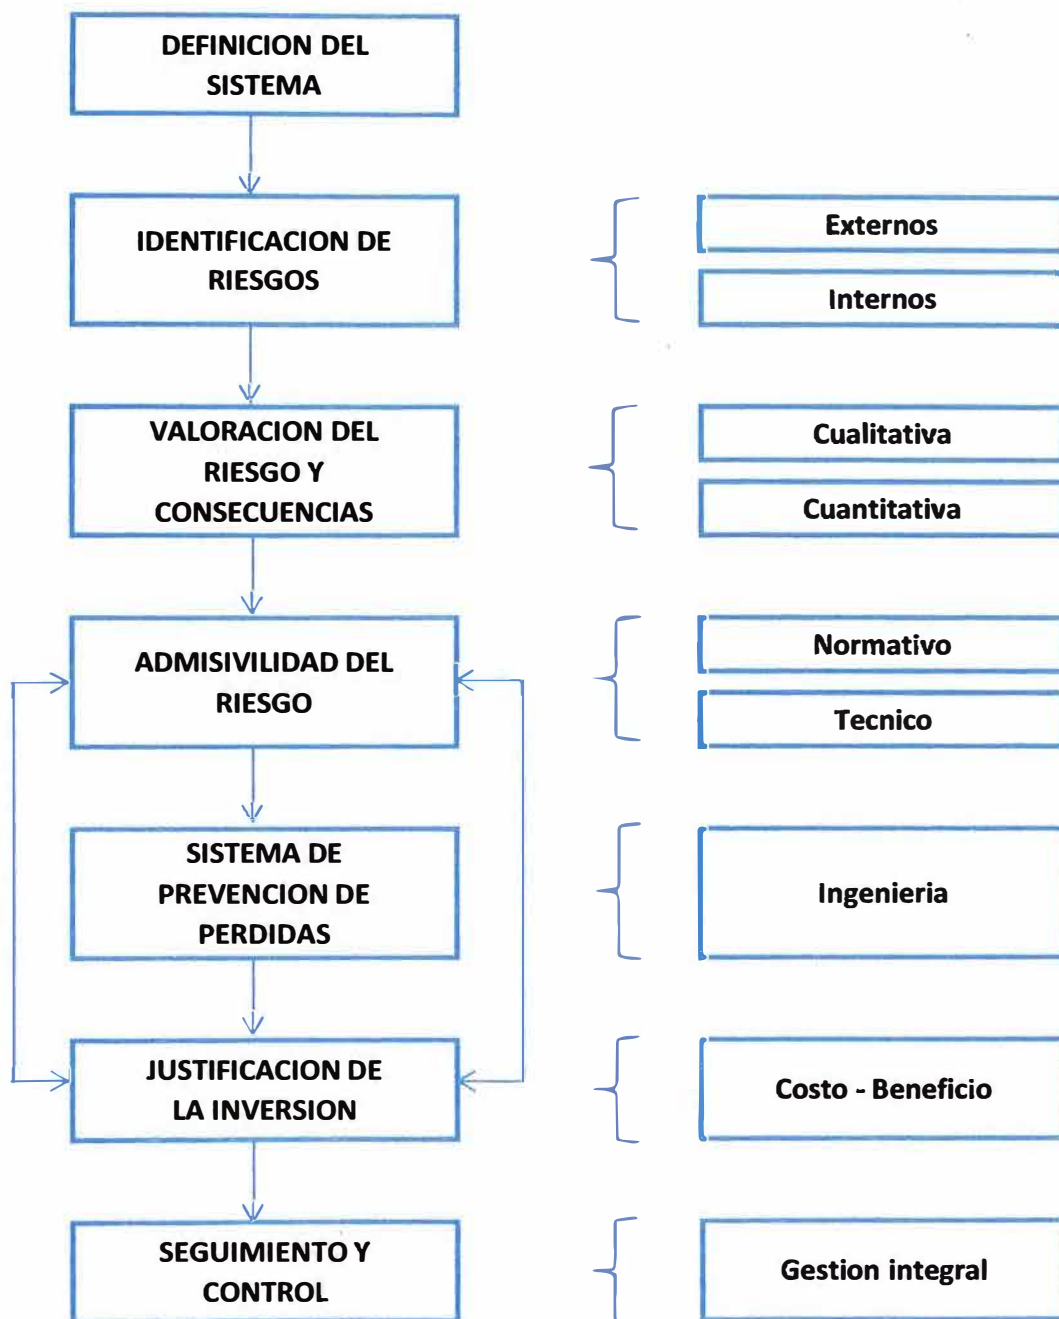 DEFINICION DEL
SISTEMA
IDENTIFICACION DE
RIESGOS
Externos
Internos
VALORACION DEL
RIESGO Y
CONSECUENCIAS
Cualitativa
Cuantitativa
ADMISIVILIDAD DEL
RIESGO
Normativo
Tecnico
SISTEMA DE
PREVENCION DE
PERDIDAS
Ingenieria
JUSTIFICACION DE
LA INVERSION
Costo - Beneficio
SEGUIMIENTO Y
CONTROL
Gestion integral